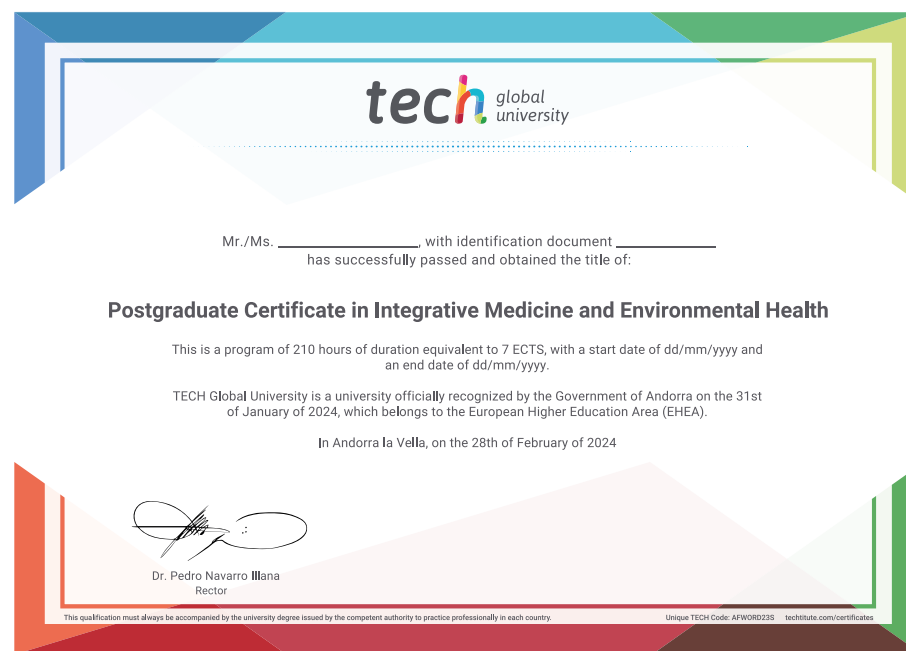 tech global
university
Mr./Ms. ____________________, with identification document ______________
has successfully passed and obtained the title of:
Postgraduate Certificate in Integrative Medicine and Environmental Health
This is a program of 210 hours of duration equivalent to 7 ECTS, with a start date of dd/mm/yyyy and
an end date of dd/mm/yyyy.
TECH Global University is a university officially recognized by the Government of Andorra on the 31st
of January of 2024, which belongs to the European Higher Education Area (EHEA).
In Andorra la Vella, on the 28th of February of 2024
Dr. Pedro Navarro Illana
Rector
This qualification must always be accompanied by the university degree issued by the competent authority to practice professionally in each country. Unique TECH Code: AFWORD23S techtitute.com/certificates